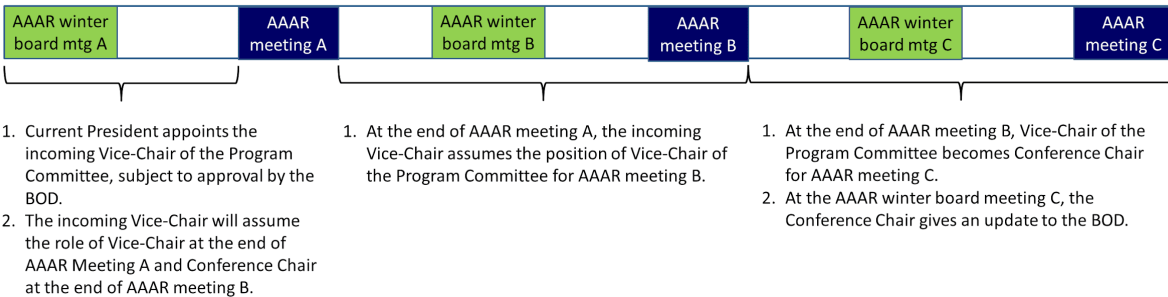 AAAR winter
board mtg A
AAAR
meeting A
AAAR winter
board mtg B
AAAR
meeting B
AAAR winter
board mtg C
AAAR
meeting C
1. Current President appoints the
incoming Vice-Chair of the Program
Committee, subject to approval by the
BOD.
2. The incoming Vice-Chair will assume
the role of Vice-Chair at the end of
AAAR Meeting A and Conference Chair
at the end of AAAR meeting B.
1. At the end of AAAR meeting A, the incoming
Vice-Chair assumes the position of Vice-Chair of
the Program Committee for AAAR meeting B.
1. At the end of AAAR meeting B, Vice-Chair of the
Program Committee becomes Conference Chair
for AAAR meeting C.
2. At the AAAR winter board meeting C, the
Conference Chair gives an update to the BOD.